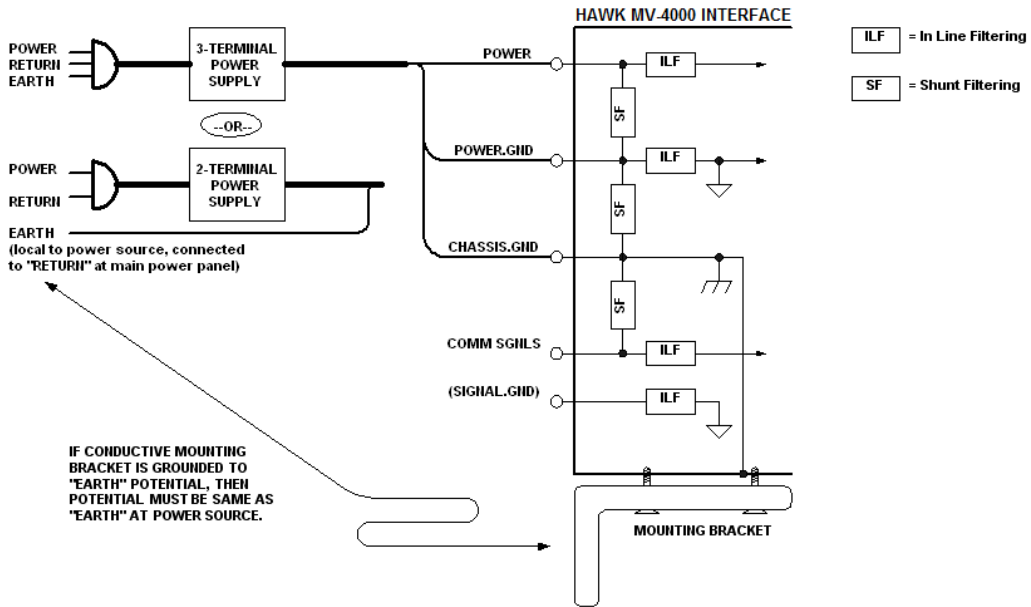 HAWK MV-4000 INTERFACE
POWER
RETURN
EARTH
3-TERMINAL
POWER
SUPPLY
--OR--
POWER
RETURN
2-TERMINAL
POWER
SUPPLY
EARTH
(local to power source, connected
to "RETURN" at main power panel)
POWER
POWER.GND
CHASSIS.GND
COMM SGNLS
(SIGNAL.GND)
ILF
SF
ILF
SF
SF
ILF
ILF
ILF = In Line Filtering
SF = Shunt Filtering
IF CONDUCTIVE MOUNTING
BRACKET IS GROUNDED TO
"EARTH" POTENTIAL, THEN
POTENTIAL MUST BE SAME AS
"EARTH" AT POWER SOURCE.
MOUNTING BRACKET